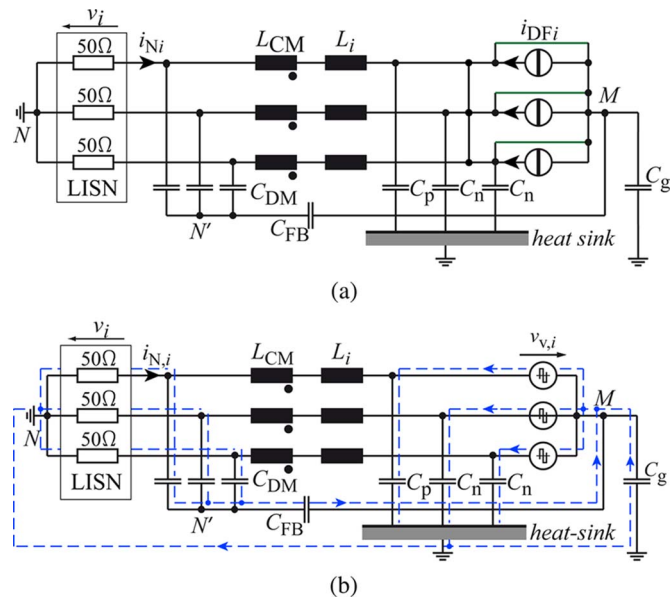 v_i
i_Ni
L_CM
L_i
i_DFi
50Ω
50Ω
50Ω
N
M
LISN
C_DM
C_p
C_n
C_n
C_g
N'
C_FB
heat sink
(a)
v_i
i_N,i
L_CM
L_i
v_v,i
50Ω
50Ω
50Ω
N
M
LISN
C_DM
C_p
C_n
C_n
C_g
N'
C_FB
heat-sink
(b)